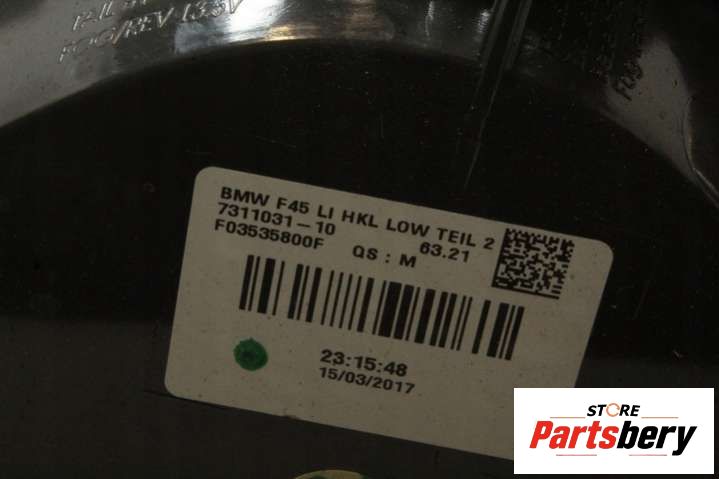 BMW F45 LI HKL LOW TEIL 2
7311031-10 63.21
F03535800F QS : M
23:15:48
15/03/2017
STORE
Partsbery